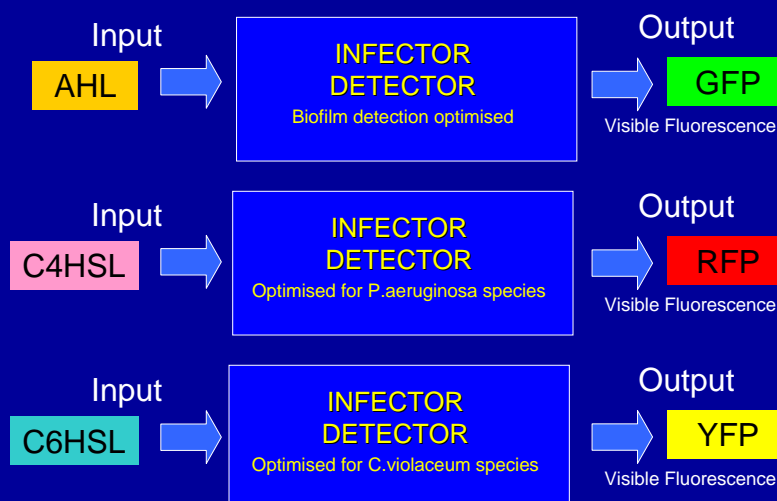 Input
Output
AHL
INFECTOR
DETECTOR
Biofilm detection optimised
GFP
Visible Fluorescence
Input
Output
C4HSL
INFECTOR
DETECTOR
Optimised for P.aeruginosa species
RFP
Visible Fluorescence
Input
Output
C6HSL
INFECTOR
DETECTOR
Optimised for C.violaceum species
YFP
Visible Fluorescence